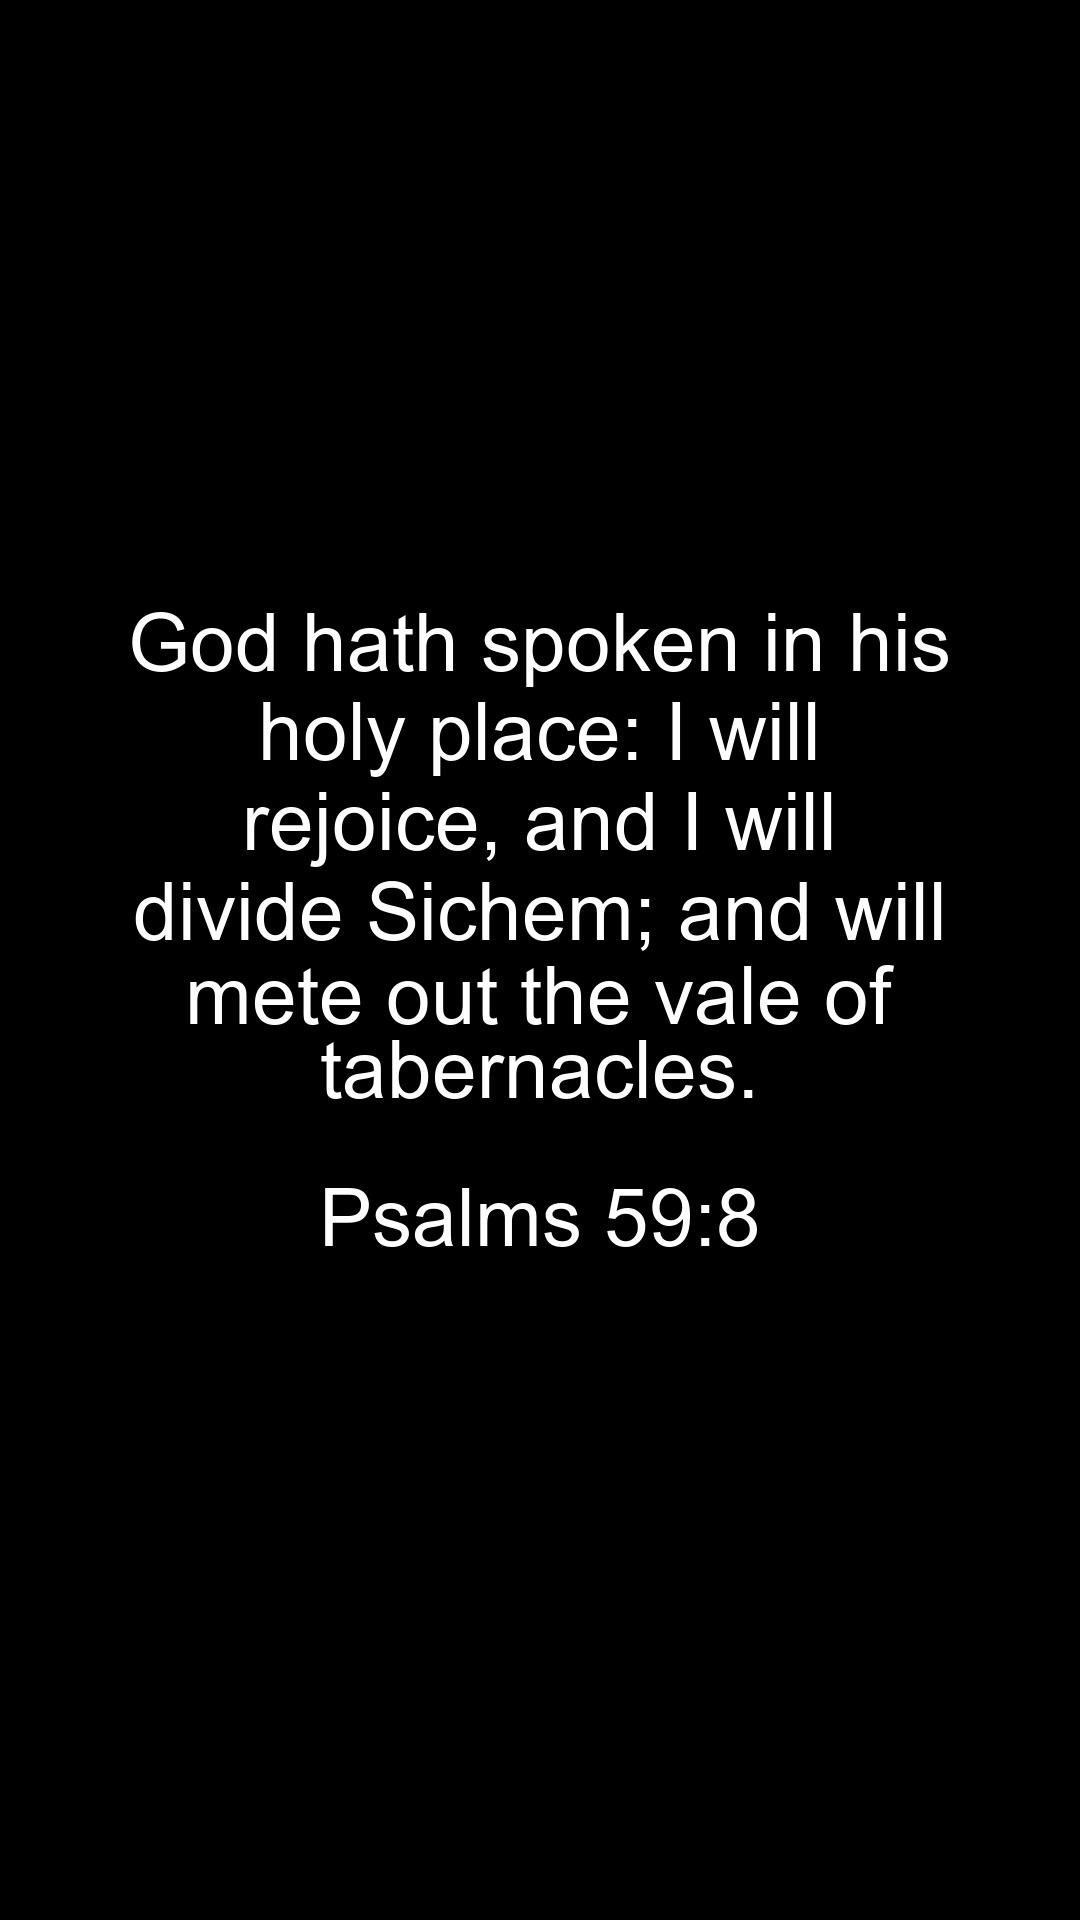 God hath spoken in his
holy place: I will
rejoice, and I will
divide Sichem; and will
mete out the vale of
tabernacles.
Psalms 59:8